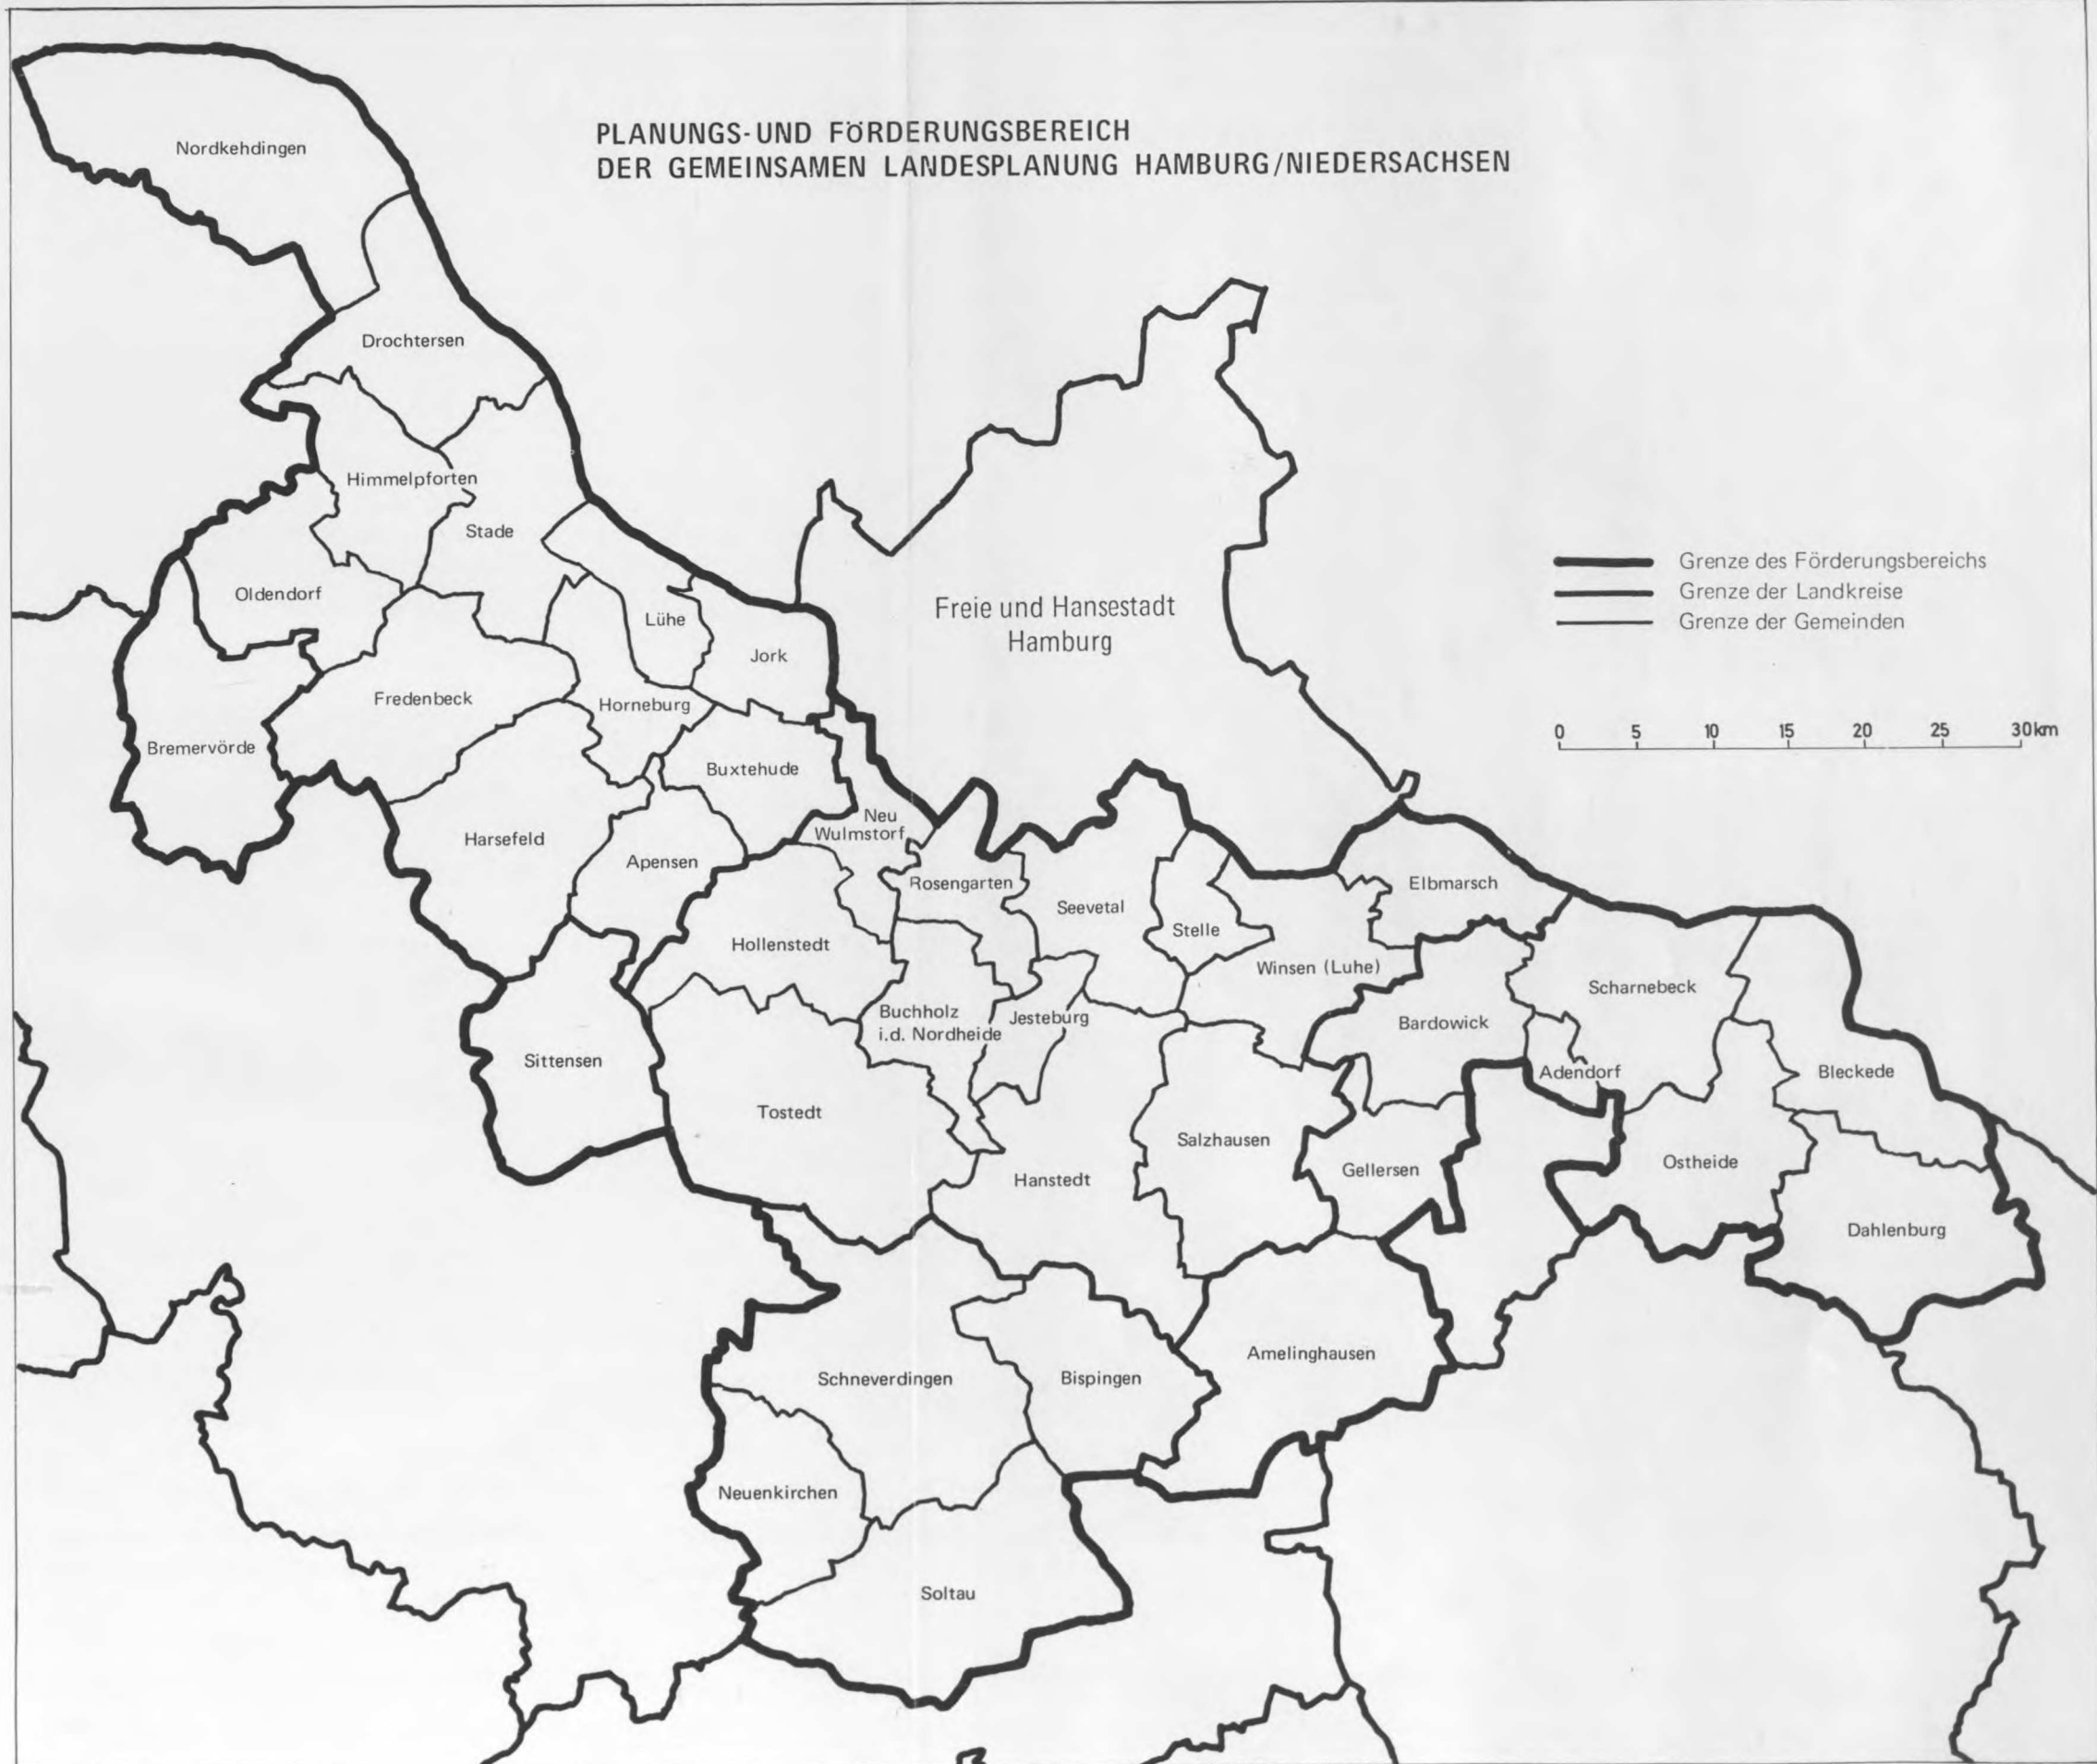 PLANUNGS- UND FÖRDERUNGSBEREICH
DER GEMEINSAMEN LANDESPLANUNG HAMBURG/NIEDERSACHSEN
Nordkehdingen
Drochtersen
Himmelpforten
Stade
Oldendorf
Lühe
Jork
Freie und Hansestadt
Hamburg
Grenze des Förderungsbereichs
Grenze der Landkreise
Grenze der Gemeinden
0 5 10 15 20 25 30km
Fredenbeck
Horneburg
Bremervörde
Buxtehude
Neu
Wulmstorf
Harsefeld
Apensen
Rosengarten
Seevetal
Stelle
Elbmarsch
Hollenstedt
Winsen (Luhe)
Scharnebeck
Buchholz
i.d. Nordheide
Jesteburg
Bardowick
Sittensen
Adendorf
Bleckede
Tostedt
Salzhausen
Gellersen
Ostheide
Hanstedt
Dahlenburg
Schneverdingen
Bispingen
Amelinghausen
Neuenkirchen
Soltau